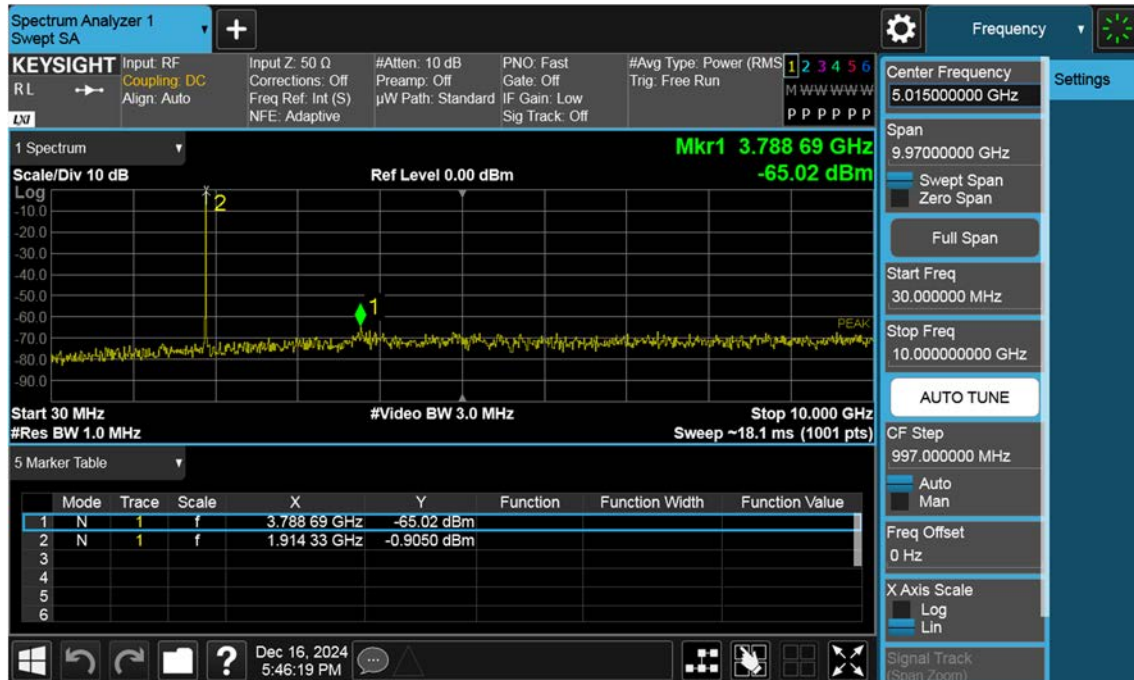 Spectrum Analyzer 1
Swept SA
+
Frequency
KEYSIGHT
RL
LXI
Input: RF
Coupling: DC
Align: Auto
Input Z: 50 Ω
Corrections: Off
Freq Ref: Int (S)
NFE: Adaptive
#Atten: 10 dB
Preamp: Off
µW Path: Standard
PNO: Fast
Gate: Off
IF Gain: Low
Sig Track: Off
#Avg Type: Power (RMS
Trig: Free Run
1 2 3 4 5 6
M W W W W W
P P P P P P
1 Spectrum
Mkr1 3.788 69 GHz
-65.02 dBm
Scale/Div 10 dB
Ref Level 0.00 dBm
Log
-10.0
-20.0
-30.0
-40.0
-50.0
-60.0
-70.0
-80.0
-90.0
2
1
PEAK
Start 30 MHz
#Video BW 3.0 MHz
Stop 10.000 GHz
#Res BW 1.0 MHz
Sweep ~18.1 ms (1001 pts)
5 Marker Table
Mode Trace Scale X Y Function Function Width Function Value
1 N 1 f 3.788 69 GHz -65.02 dBm
2 N 1 f 1.914 33 GHz -0.9050 dBm
3
4
5
6
?
Dec 16, 2024
5:46:19 PM
Center Frequency
5.015000000 GHz
Settings
Span
9.97000000 GHz
Swept Span
Zero Span
Full Span
Start Freq
30.000000 MHz
Stop Freq
10.000000000 GHz
AUTO TUNE
CF Step
997.000000 MHz
Auto
Man
Freq Offset
0 Hz
X Axis Scale
Log
Lin
Signal Track
(Span Zoom)